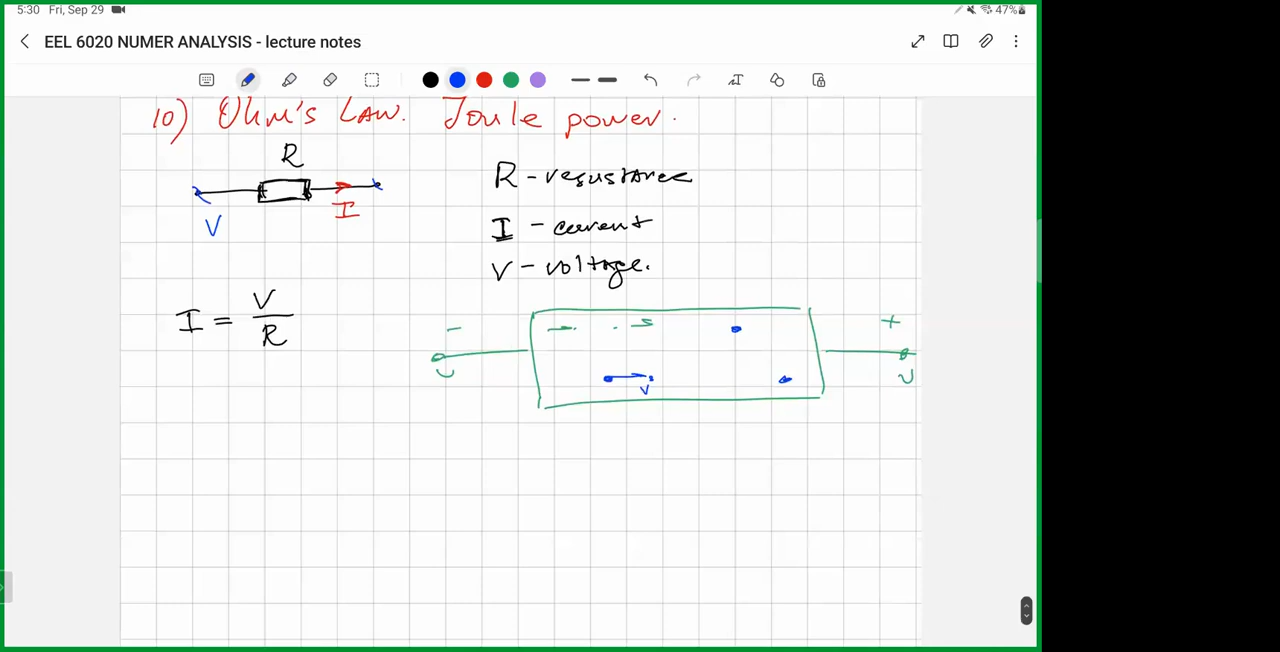 5:30 Fri, Sep 29 47%
EEL 6020 NUMER ANALYSIS - lecture notes
10) Ohm's LAW. Joule power.
R
R - resustance
V I
I - current
V - voltage.
I = V / R
- +
V V
V